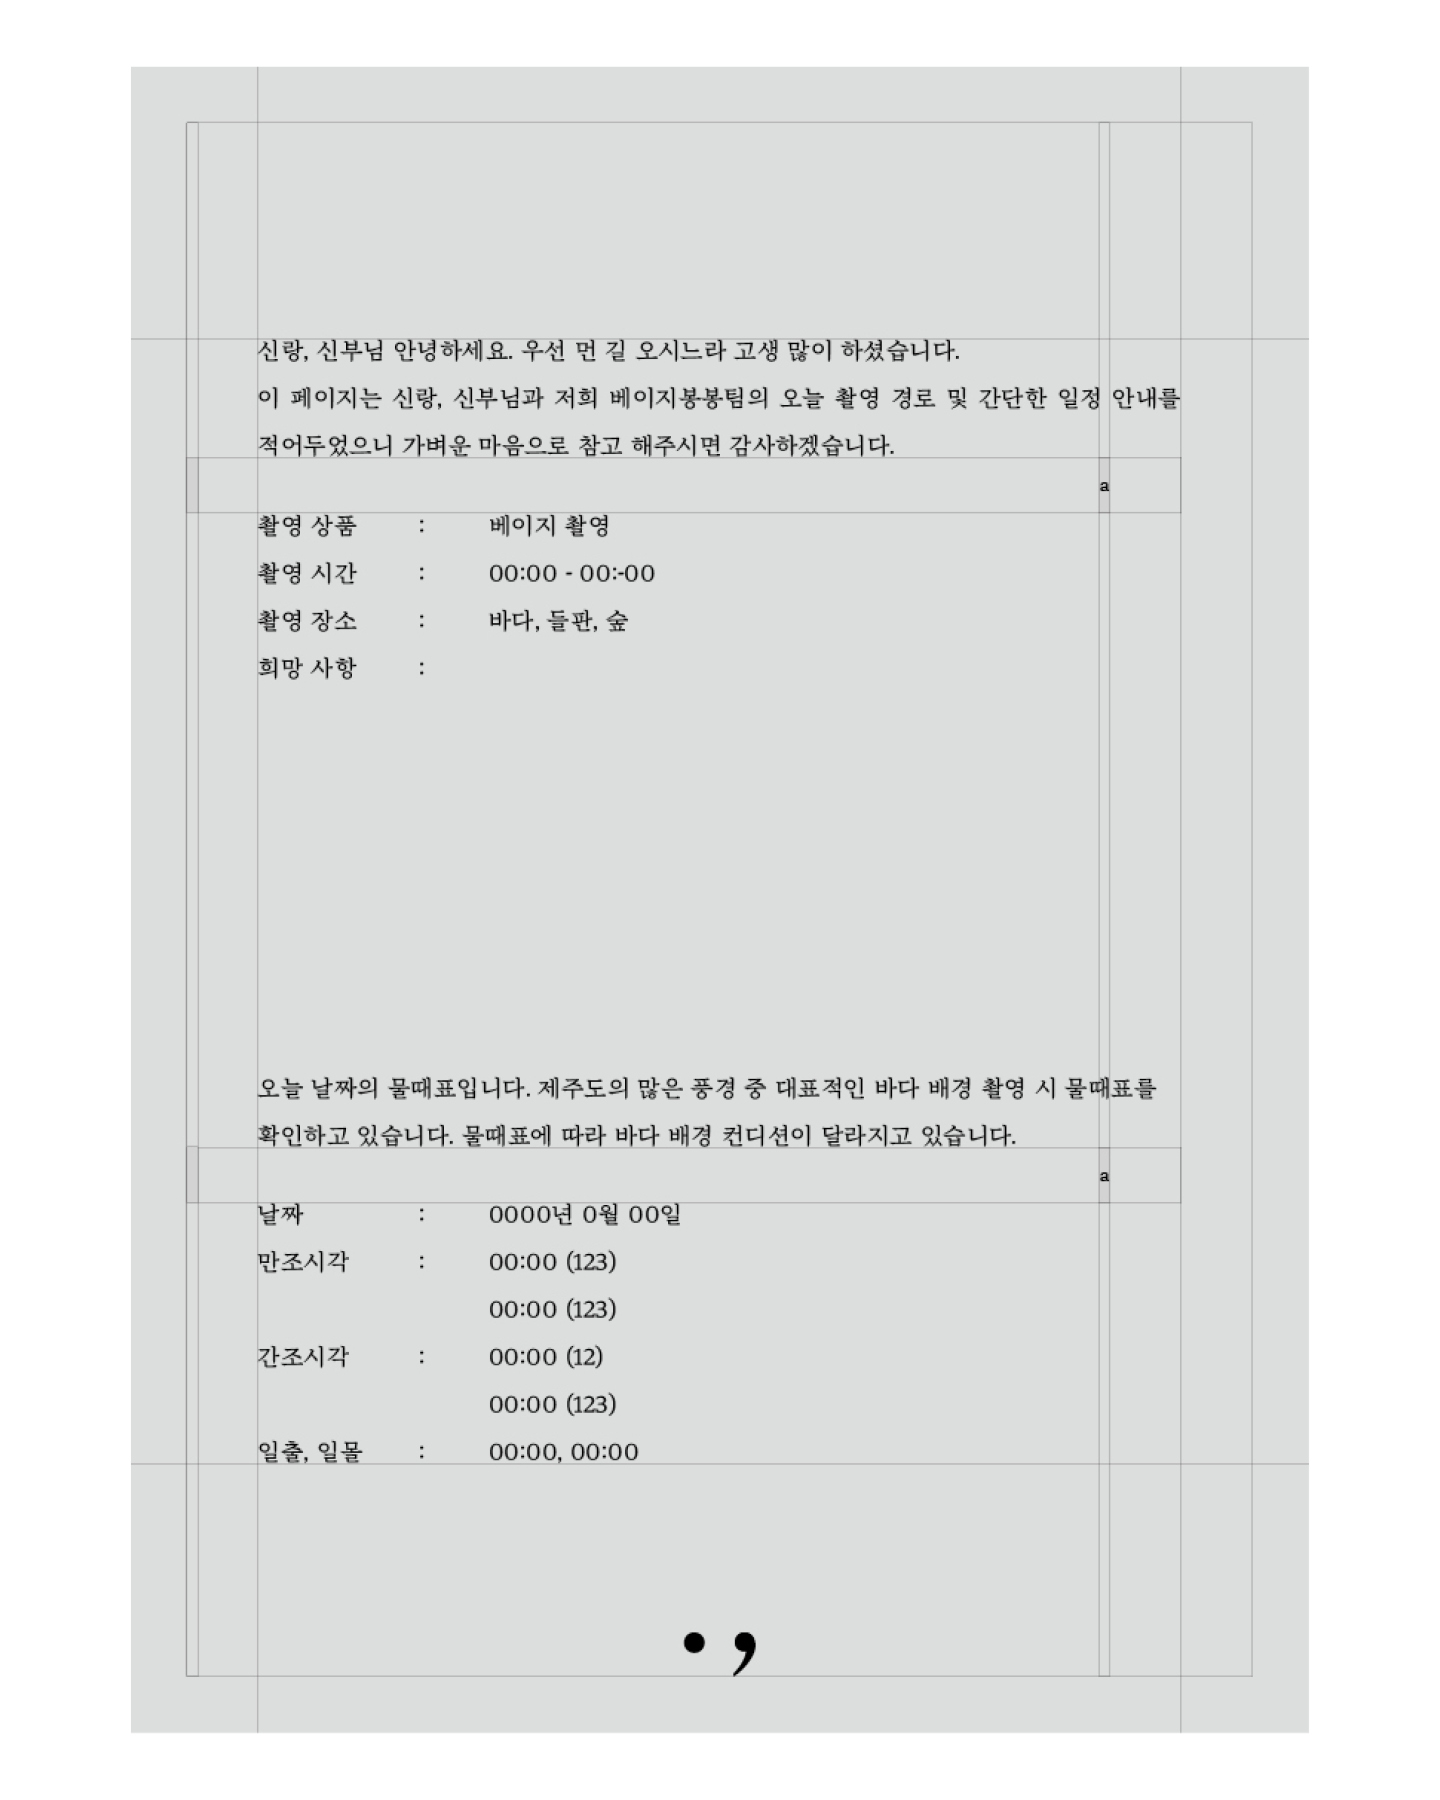 신랑, 신부님 안녕하세요. 우선 먼 길 오시느라 고생 많이 하셨습니다.
이 페이지는 신랑, 신부님과 저희 베이지봉봉팀의 오늘 촬영 경로 및 간단한 일정 안내를
적어두었으니 가벼운 마음으로 참고 해주시면 감사하겠습니다.
a
촬영 상품 : 베이지 촬영
촬영 시간 : 00:00 - 00:-00
촬영 장소 : 바다, 들판, 숲
희망 사항 :
오늘 날짜의 물때표입니다. 제주도의 많은 풍경 중 대표적인 바다 배경 촬영 시 물때표를
확인하고 있습니다. 물때표에 따라 바다 배경 컨디션이 달라지고 있습니다.
a
날짜 : 0000년 0월 00일
만조시각 : 00:00 (123)
00:00 (123)
간조시각 : 00:00 (12)
00:00 (123)
일출, 일몰 : 00:00, 00:00